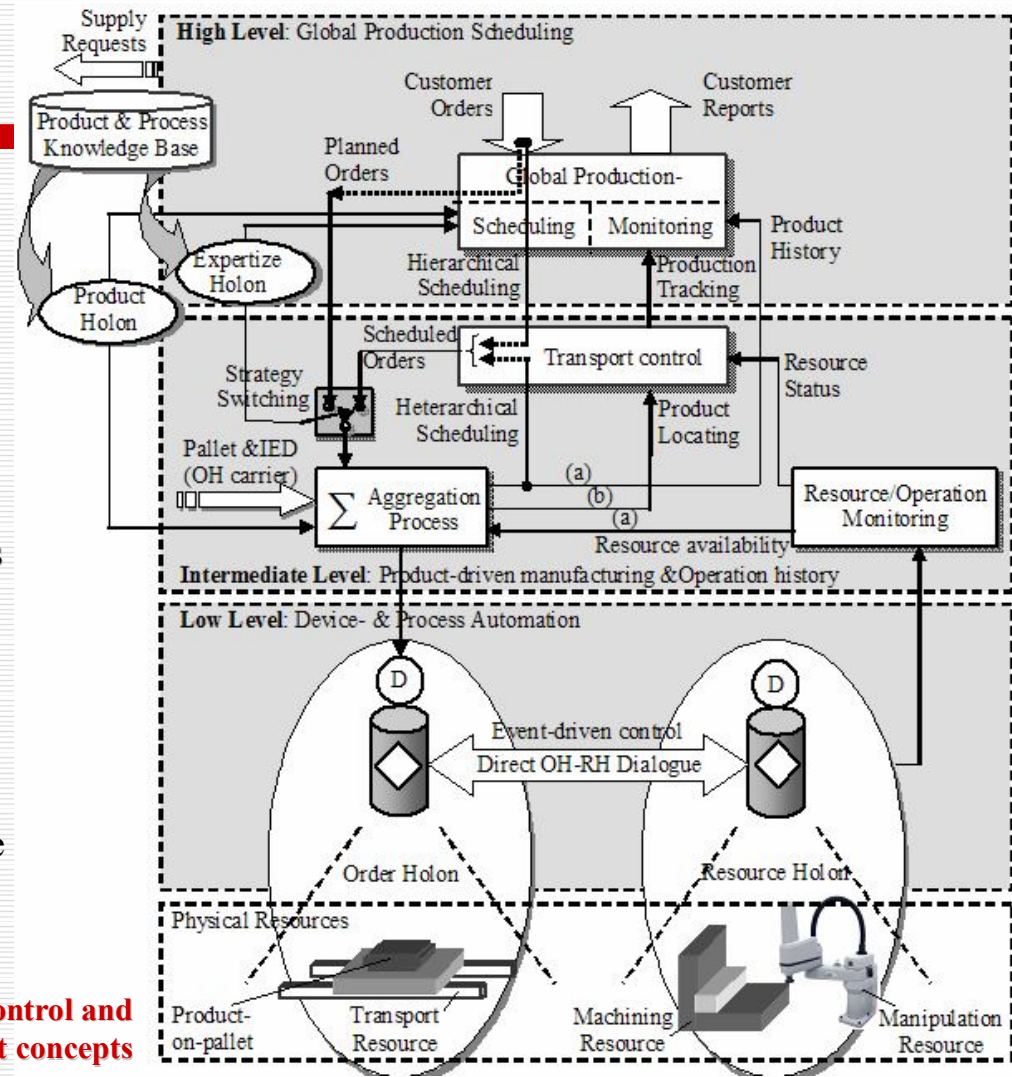 Supply
Requests
High Level: Global Production Scheduling
Customer
Orders
Customer
Reports
Product & Process
Knowledge Base
Planned
Orders
Global Production-
Scheduling
Monitoring
Product
History
Expertize
Holon
Hierarchical
Scheduling
Production
Tracking
Product
Holon
Scheduled
Orders
Transport control
Resource
Status
Strategy
Switching
Heterarchical
Scheduling
Product
Locating
Pallet &IED
(OH carrier)
(a)
(b)
(a)
∑ Aggregation
Process
Resource/Operation
Monitoring
Resource availability
s
Intermediate Level: Product-driven manufacturing &Operation history
Low Level: Device- & Process Automation
D
D
Event-driven control
Direct OH-RH Dialogue
e
Order Holon
Resource Holon
Physical Resources
Product-
on-pallet
Transport
Resource
Machining
Resource
Manipulation
Resource
ontrol and
t concepts